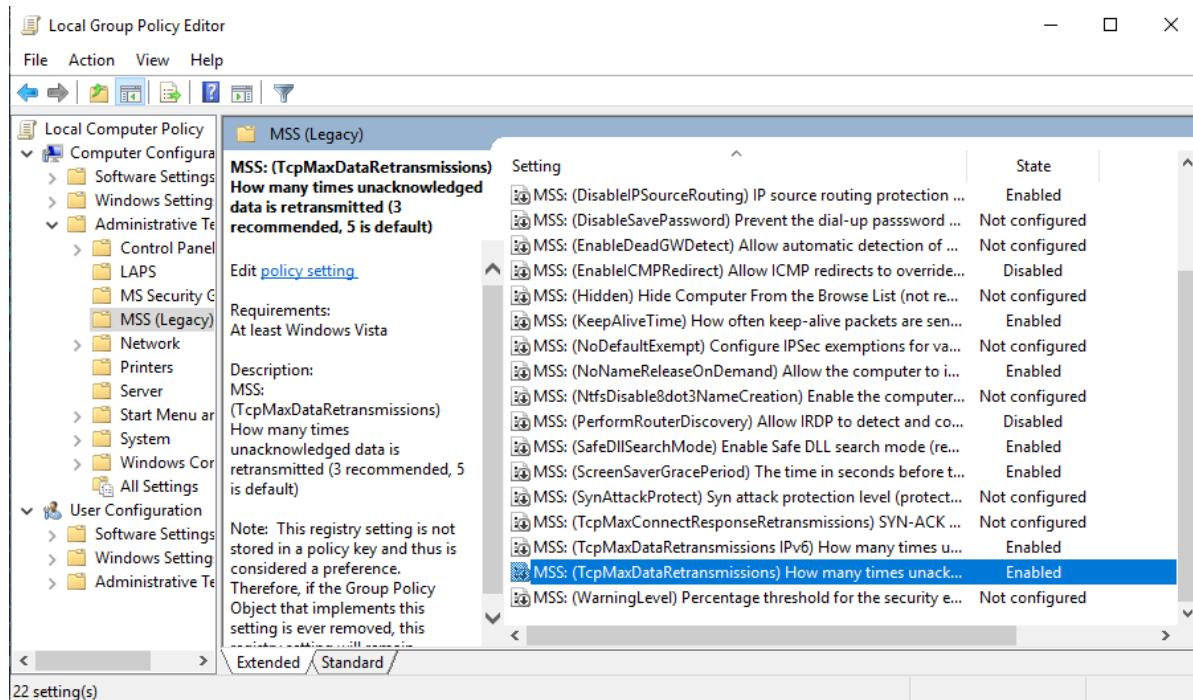 Local Group Policy Editor
File Action View Help
Local Computer Policy
Computer Configura
Software Settings
Windows Setting
Administrative Te
Control Panel
LAPS
MS Security G
MSS (Legacy)
Network
Printers
Server
Start Menu an
System
Windows Cor
All Settings
User Configuration
Software Settings
Windows Setting
Administrative Te
MSS (Legacy)
MSS: (TcpMaxDataRetransmissions)
How many times unacknowledged
data is retransmitted (3
recommended, 5 is default)
Edit policy setting
Requirements:
At least Windows Vista
Description:
MSS:
(TcpMaxDataRetransmissions)
How many times
unacknowledged data is
retransmitted (3 recommended, 5
is default)
Note: This registry setting is not
stored in a policy key and thus is
considered a preference.
Therefore, if the Group Policy
Object that implements this
setting is ever removed, this
registry setting will remain
Setting State
MSS: (DisableIPSourceRouting) IP source routing protection ... Enabled
MSS: (DisableSavePassword) Prevent the dial-up passsword ... Not configured
MSS: (EnableDeadGWDetect) Allow automatic detection of ... Not configured
MSS: (EnableICMPRedirect) Allow ICMP redirects to override... Disabled
MSS: (Hidden) Hide Computer From the Browse List (not re... Not configured
MSS: (KeepAliveTime) How often keep-alive packets are sen... Enabled
MSS: (NoDefaultExempt) Configure IPSec exemptions for va... Not configured
MSS: (NoNameReleaseOnDemand) Allow the computer to i... Enabled
MSS: (NtfsDisable8dot3NameCreation) Enable the computer... Not configured
MSS: (PerformRouterDiscovery) Allow IRDP to detect and co... Disabled
MSS: (SafeDllSearchMode) Enable Safe DLL search mode (re... Enabled
MSS: (ScreenSaverGracePeriod) The time in seconds before t... Enabled
MSS: (SynAttackProtect) Syn attack protection level (protect... Not configured
MSS: (TcpMaxConnectResponseRetransmissions) SYN-ACK ... Not configured
MSS: (TcpMaxDataRetransmissions IPv6) How many times u... Enabled
MSS: (TcpMaxDataRetransmissions) How many times unack... Enabled
MSS: (WarningLevel) Percentage threshold for the security e... Not configured
Extended Standard
22 setting(s)